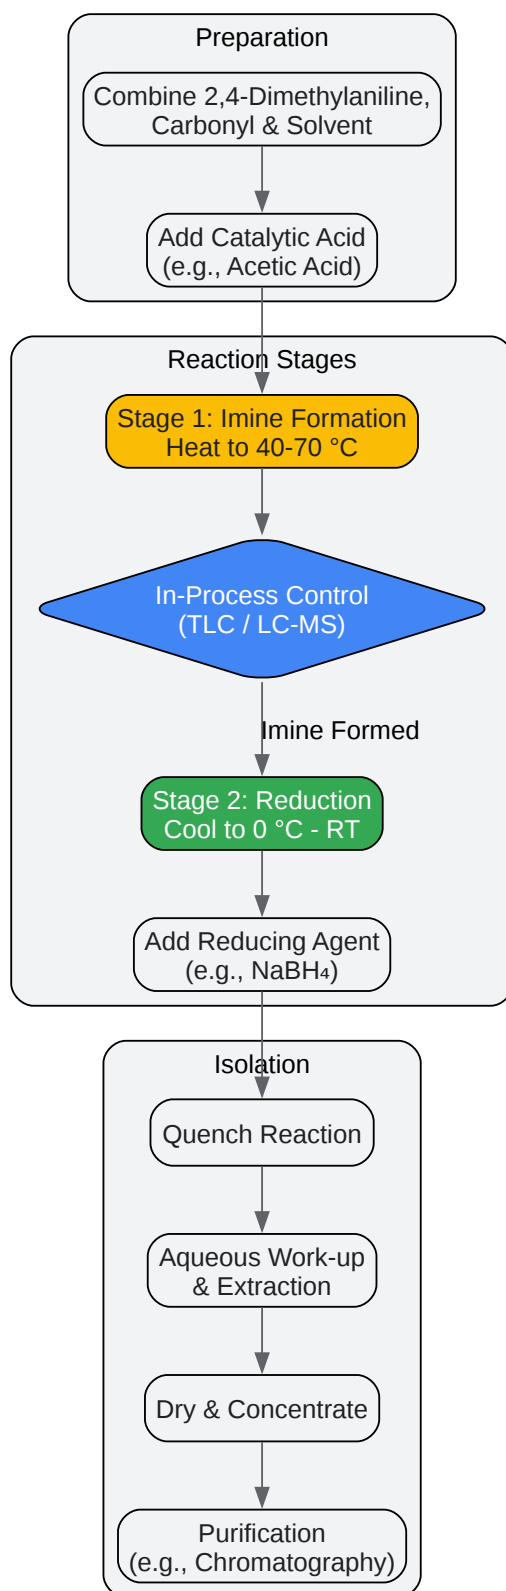 Preparation
Combine 2,4-Dimethylaniline,
Carbonyl & Solvent
Add Catalytic Acid
(e.g., Acetic Acid)
Reaction Stages
Stage 1: Imine Formation
Heat to 40-70 °C
In-Process Control
(TLC / LC-MS)
Imine Formed
Stage 2: Reduction
Cool to 0 °C - RT
Add Reducing Agent
(e.g., NaBH₄)
Isolation
Quench Reaction
Aqueous Work-up
& Extraction
Dry & Concentrate
Purification
(e.g., Chromatography)